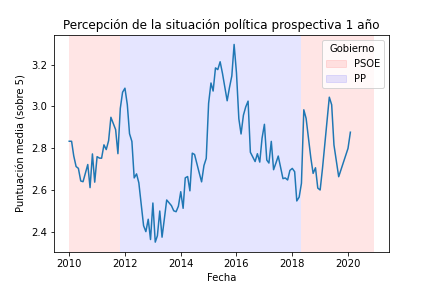 Percepción de la situación política prospectiva 1 año
Gobierno
PSOE
PP
Puntuación media (sobre 5)
3.2
3.0
2.8
2.6
2.4
2010 2012 2014 2016 2018 2020
Fecha